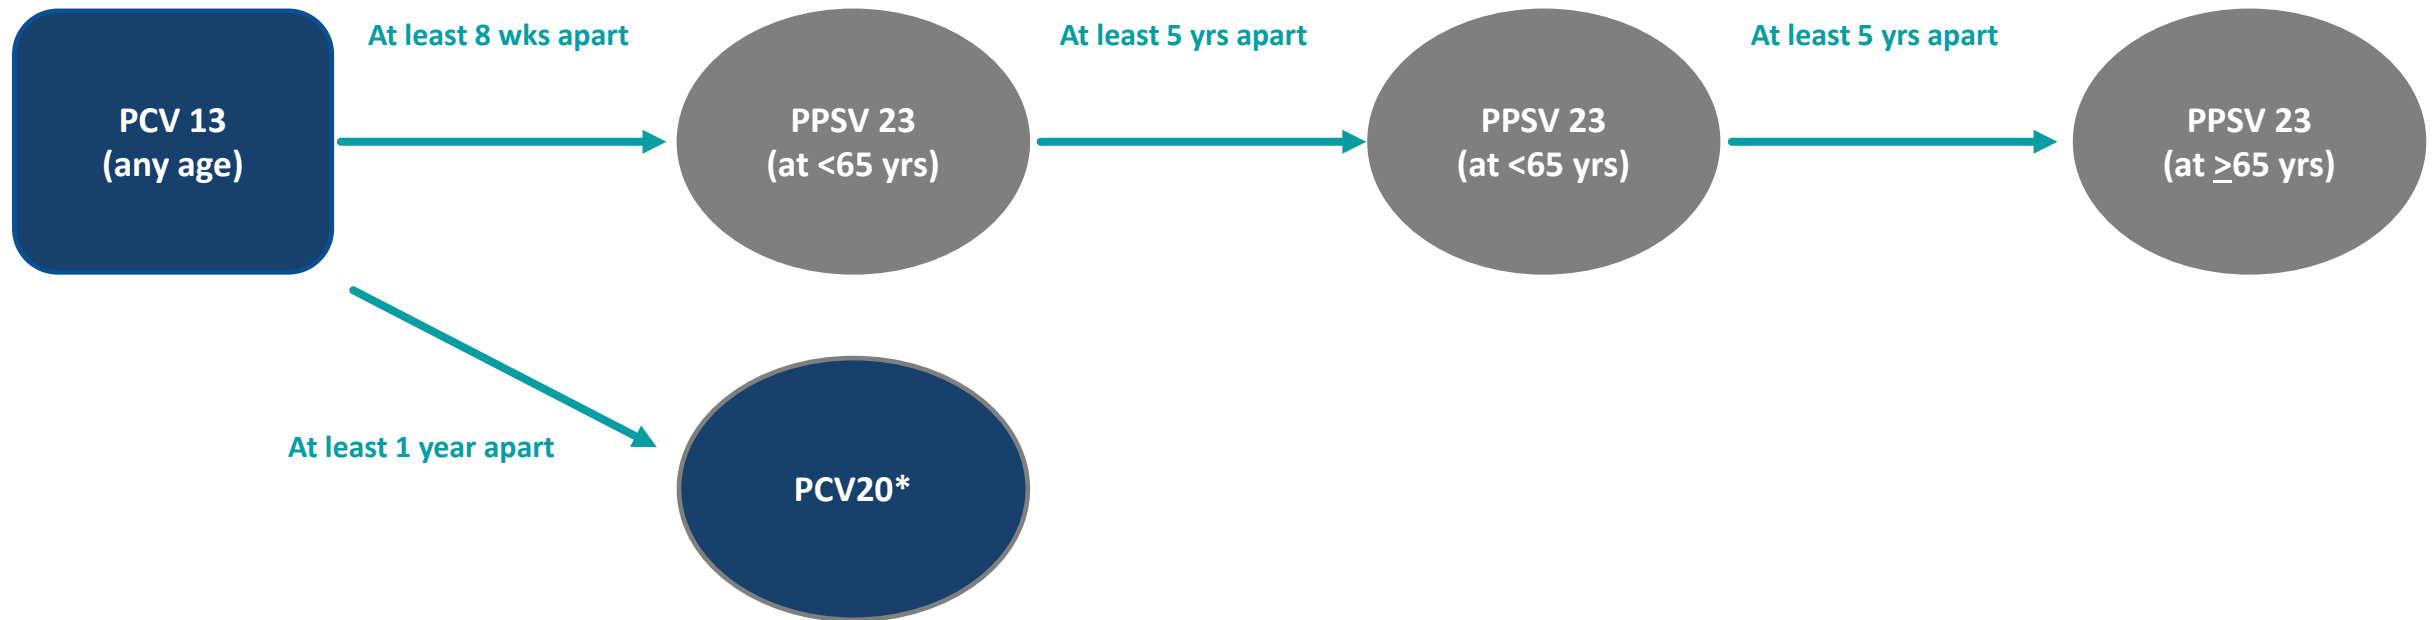 At least 8 wks apart
At least 5 yrs apart
At least 5 yrs apart
PCV 13
(any age)
PPSV 23
(at <65 yrs)
PPSV 23
(at <65 yrs)
PPSV 23
(at ≥65 yrs)
At least 1 year apart
PCV20*